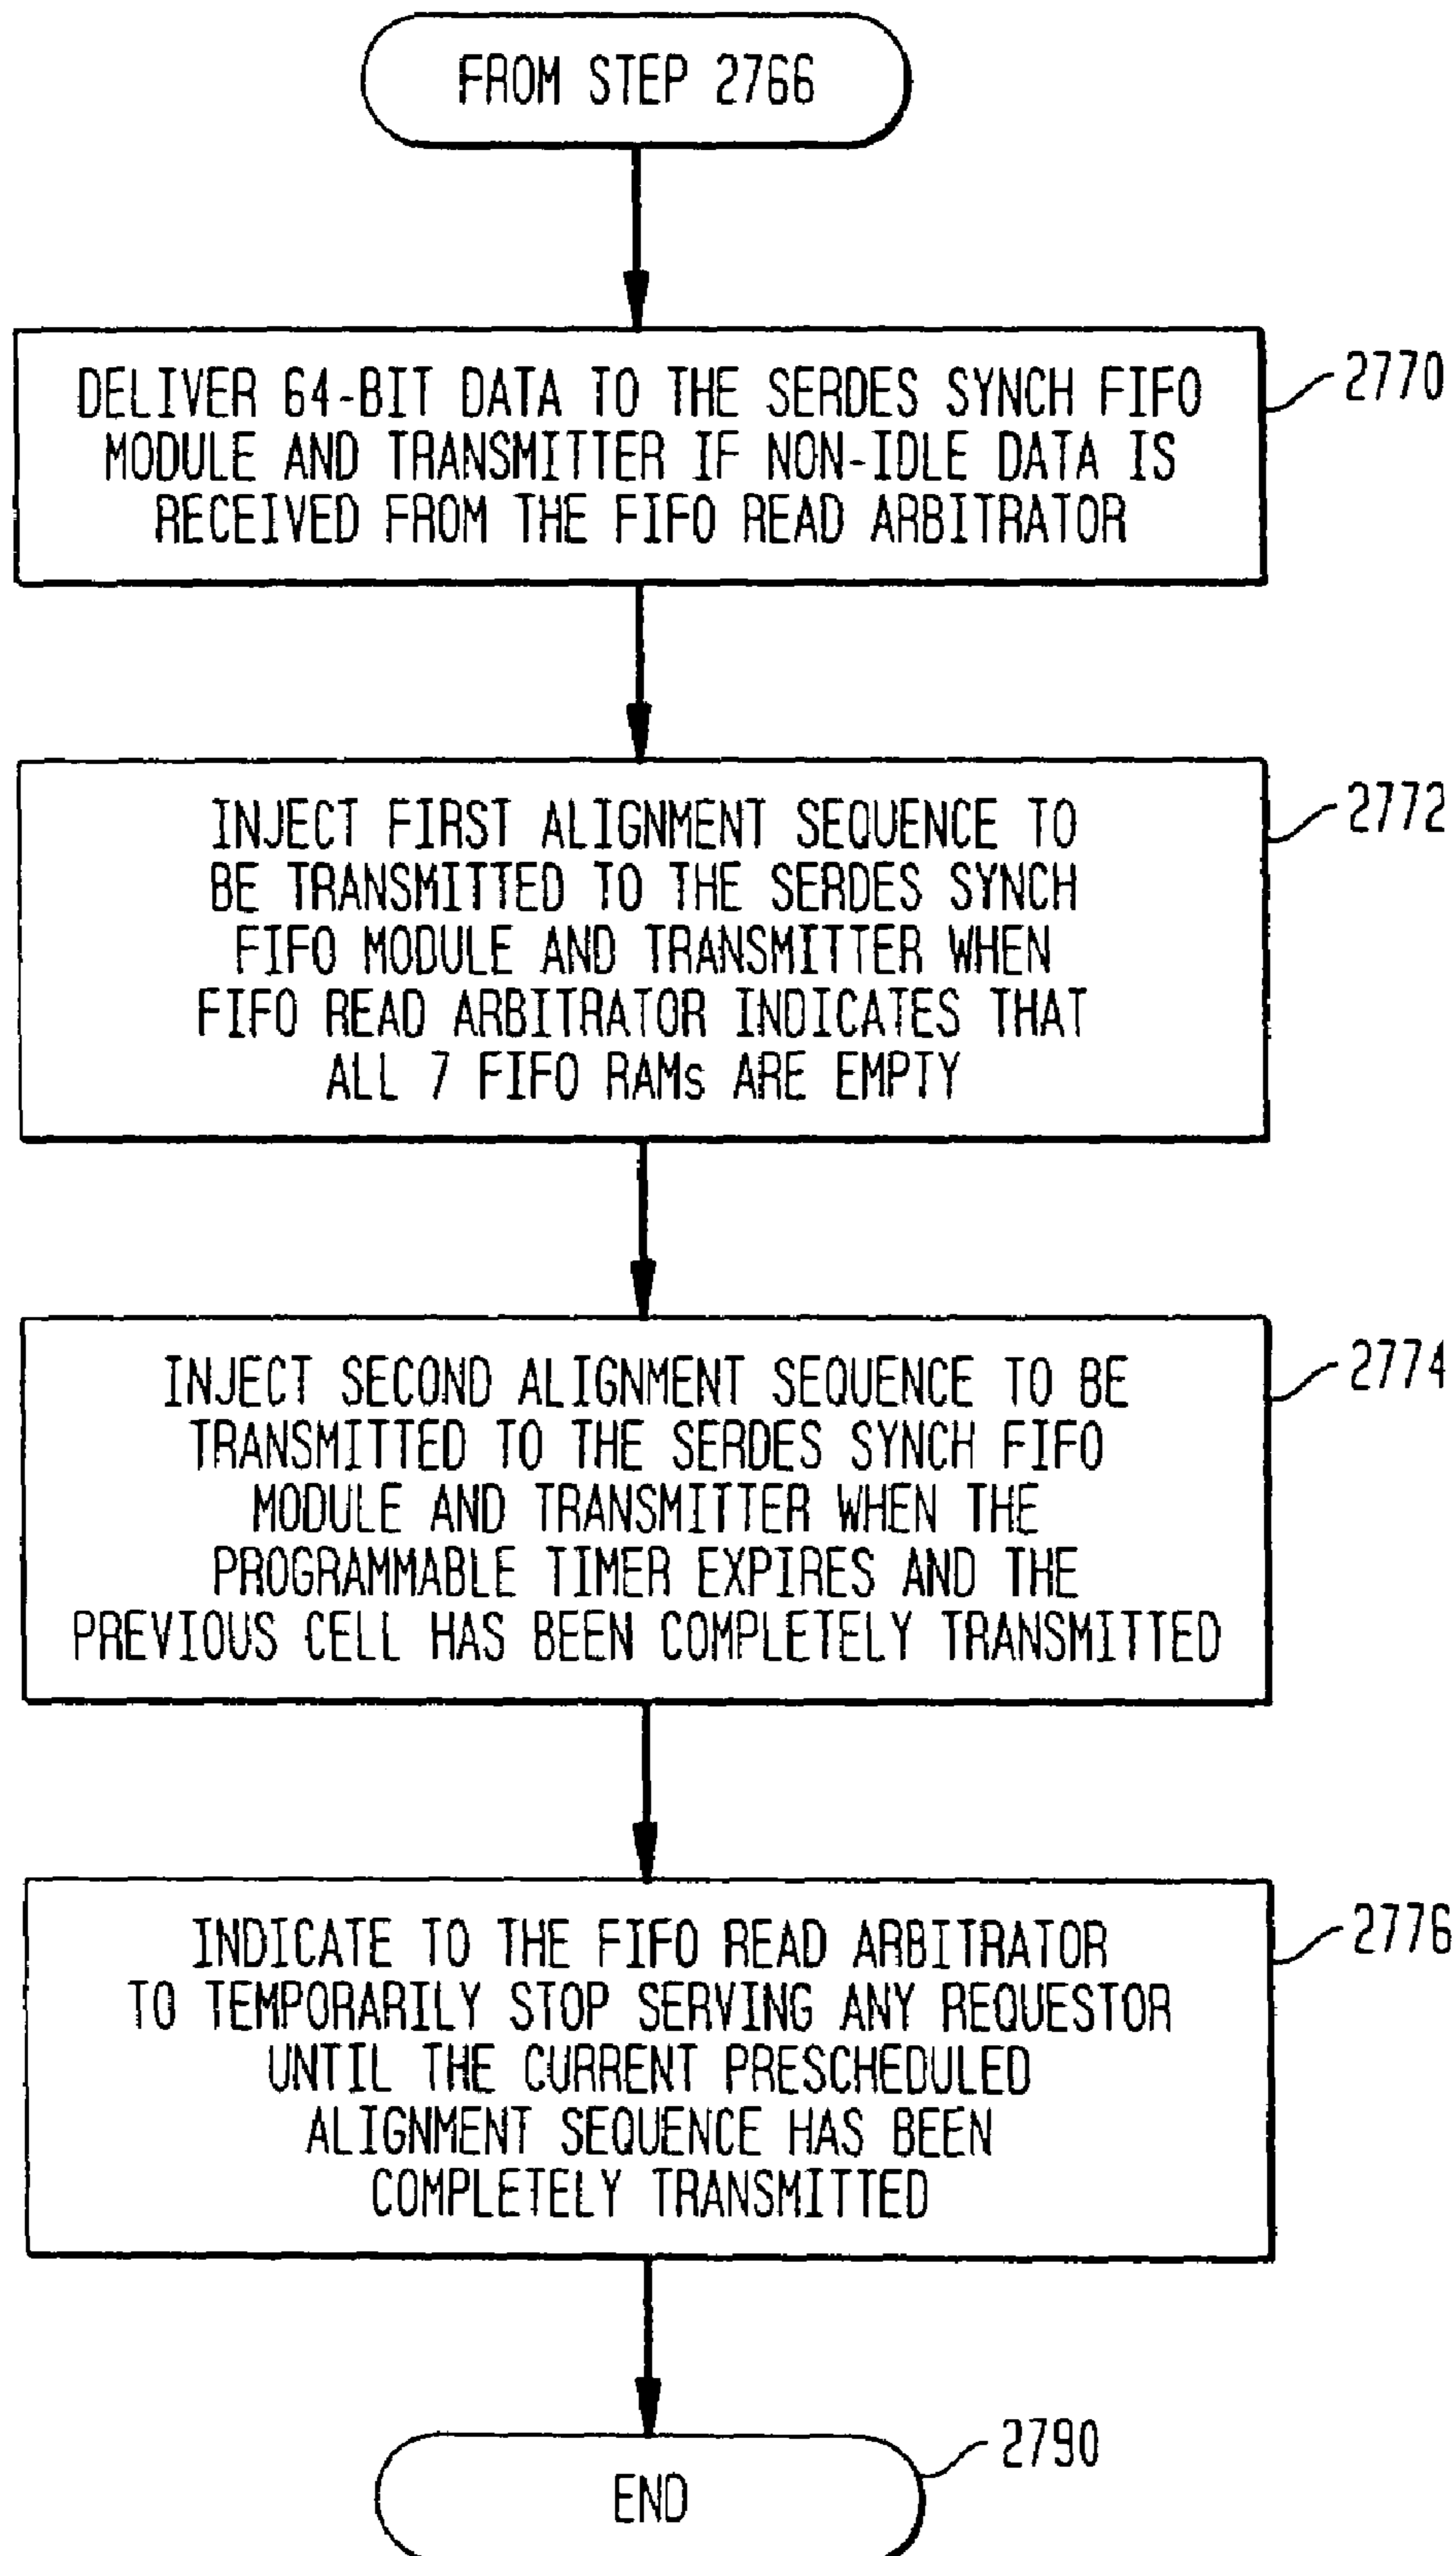 FROM STEP 2766
DELIVER 64-BIT DATA TO THE SERDES SYNCH FIFO
MODULE AND TRANSMITTER IF NON-IDLE DATA IS
RECEIVED FROM THE FIFO READ ARBITRATOR
2770
INJECT FIRST ALIGNMENT SEQUENCE TO
BE TRANSMITTED TO THE SERDES SYNCH
FIFO MODULE AND TRANSMITTER WHEN
FIFO READ ARBITRATOR INDICATES THAT
ALL 7 FIFO RAMs ARE EMPTY
2772
INJECT SECOND ALIGNMENT SEQUENCE TO BE
TRANSMITTED TO THE SERDES SYNCH FIFO
MODULE AND TRANSMITTER WHEN THE
PROGRAMMABLE TIMER EXPIRES AND THE
PREVIOUS CELL HAS BEEN COMPLETELY TRANSMITTED
2774
INDICATE TO THE FIFO READ ARBITRATOR
TO TEMPORARILY STOP SERVING ANY REQUESTOR
UNTIL THE CURRENT PRESCHEDULED
ALIGNMENT SEQUENCE HAS BEEN
COMPLETELY TRANSMITTED
2776
END
2790